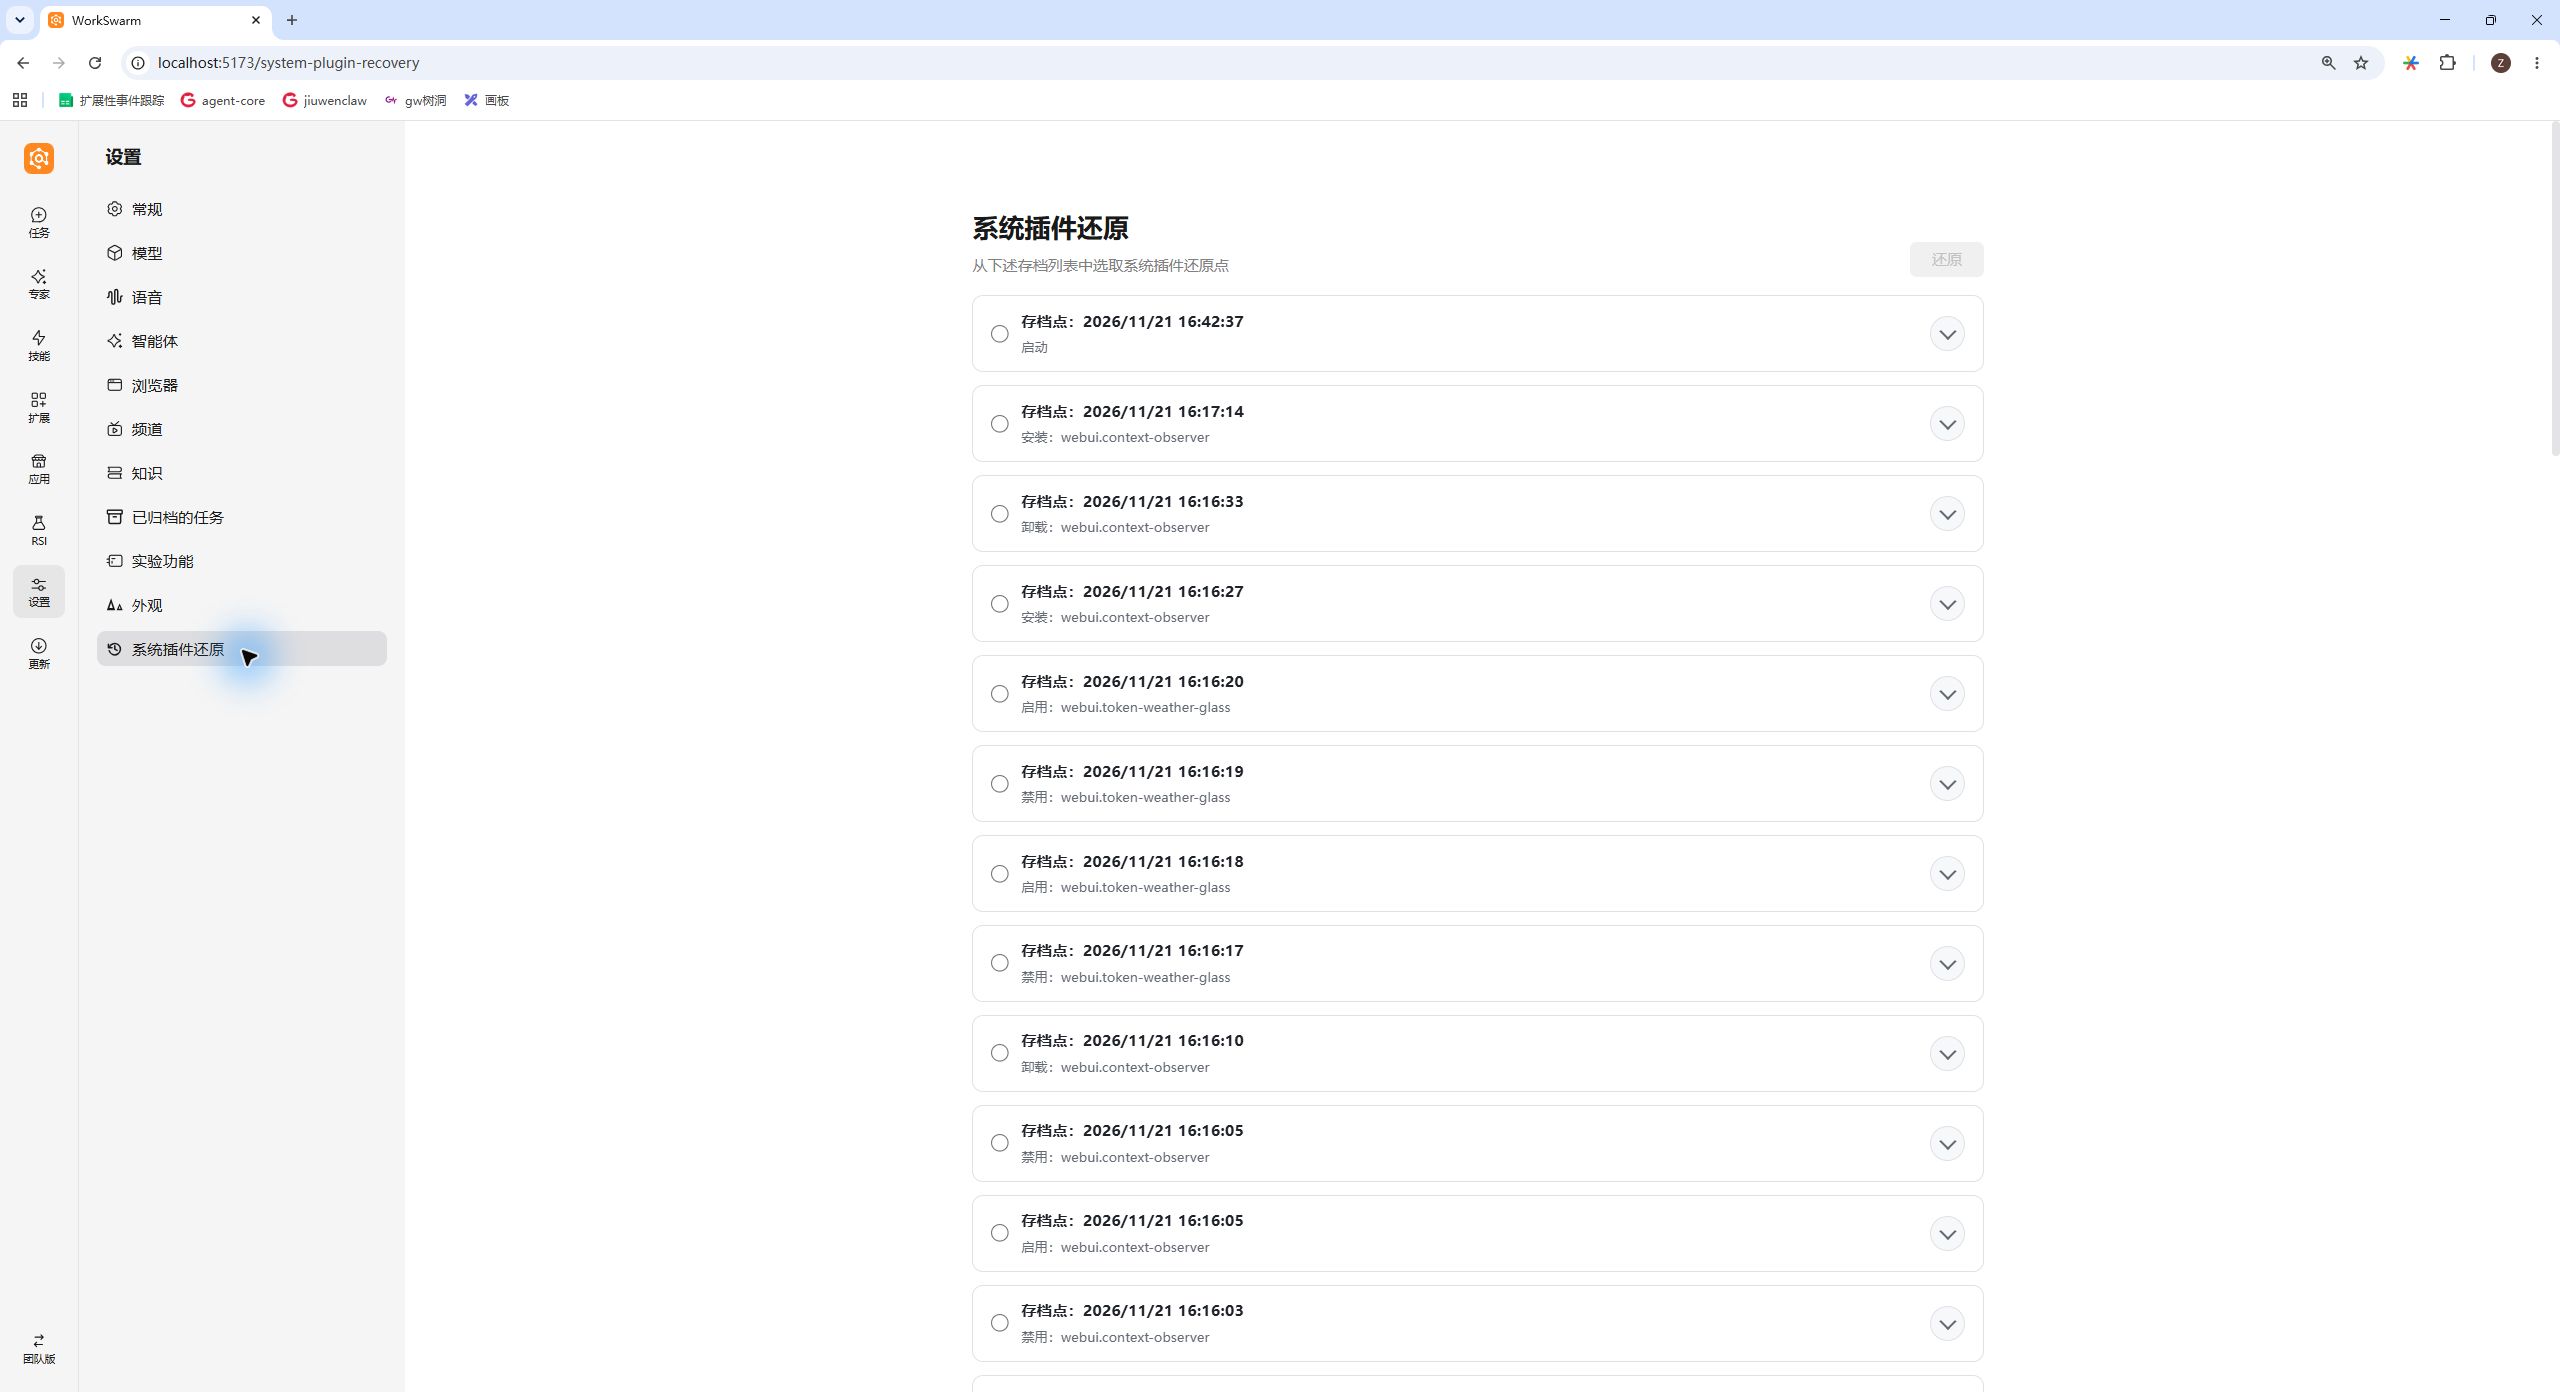 WorkSwarm
localhost:5173/system-plugin-recovery
Z
扩展性事件跟踪
agent-core
jiuwenclaw
gw树洞
画板
任务
专家
技能
扩展
应用
RSI
设置
更新
团队版
设置
常规
模型
语音
智能体
浏览器
频道
知识
已归档的任务
实验功能
外观
系统插件还原
系统插件还原
从下述存档列表中选取系统插件还原点
还原
存档点：2026/11/21 16:42:37
启动
存档点：2026/11/21 16:17:14
安装：webui.context-observer
存档点：2026/11/21 16:16:33
卸载：webui.context-observer
存档点：2026/11/21 16:16:27
安装：webui.context-observer
存档点：2026/11/21 16:16:20
启用：webui.token-weather-glass
存档点：2026/11/21 16:16:19
禁用：webui.token-weather-glass
存档点：2026/11/21 16:16:18
启用：webui.token-weather-glass
存档点：2026/11/21 16:16:17
禁用：webui.token-weather-glass
存档点：2026/11/21 16:16:10
卸载：webui.context-observer
存档点：2026/11/21 16:16:05
禁用：webui.context-observer
存档点：2026/11/21 16:16:05
启用：webui.context-observer
存档点：2026/11/21 16:16:03
禁用：webui.context-observer